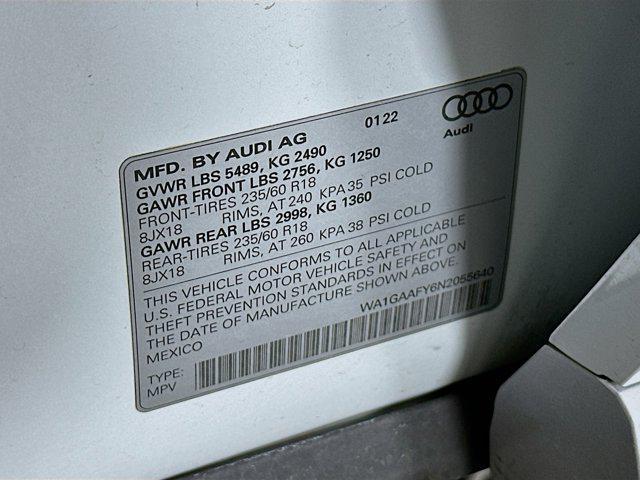 MFD. BY AUDI AG 01 22
Audi
GVWR LBS 5489, KG 2490
GAWR FRONT LBS 2756, KG 1250
FRONT-TIRES 235/60 R18
8JX18 RIMS, AT 240 KPA 35 PSI COLD
GAWR REAR LBS 2998, KG 1360
REAR-TIRES 235/60 R18
8JX18 RIMS, AT 260 KPA 38 PSI COLD
THIS VEHICLE CONFORMS TO ALL APPLICABLE
U.S. FEDERAL MOTOR VEHICLE SAFETY AND
THEFT PREVENTION STANDARDS IN EFFECT ON
THE DATE OF MANUFACTURE SHOWN ABOVE.
MEXICO WA1GAAFY6N2055640
TYPE:
MPV